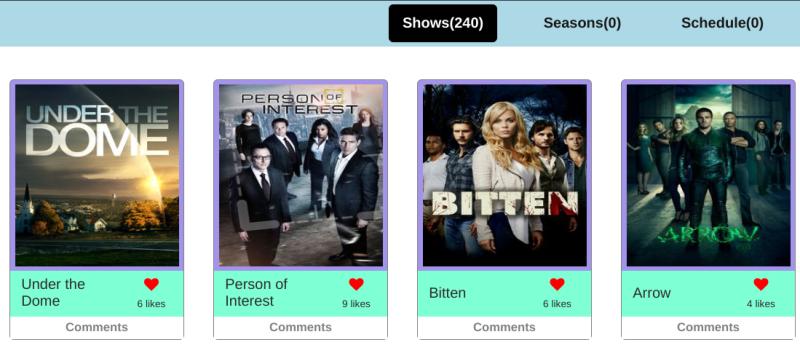 Shows(240) Seasons(0) Schedule(0)
UNDER THE
DOME
PERSON OF
INTEREST
BITTEN
ARROW
Under the
Dome
6 likes
Person of
Interest
9 likes
Bitten
6 likes
Arrow
4 likes
Comments Comments Comments Comments